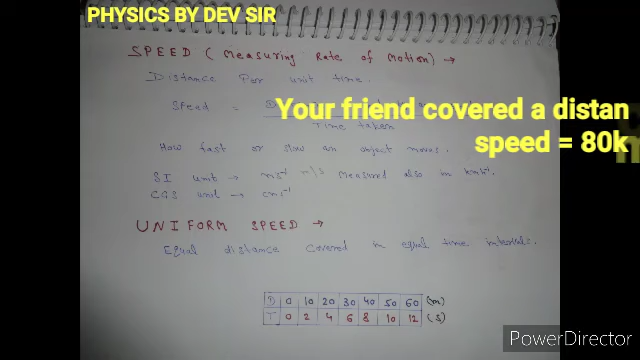 PHYSICS BY DEV SIR
SPEED ( Measuring Rate of Motion) →
Distance Per unit time.
Speed = D
Your friend covered a distan
Time taken
speed = 80k
How fast or slow an object moves.
SI unit → ms⁻¹ m/s measured also in kmh⁻¹.
CGS unit → cms⁻¹
UNIFORM SPEED →
Equal distance covered in equal time intervals.
D 0 10 20 30 40 50 60 (m)
T 0 2 4 6 8 10 12 (s)
PowerDirector